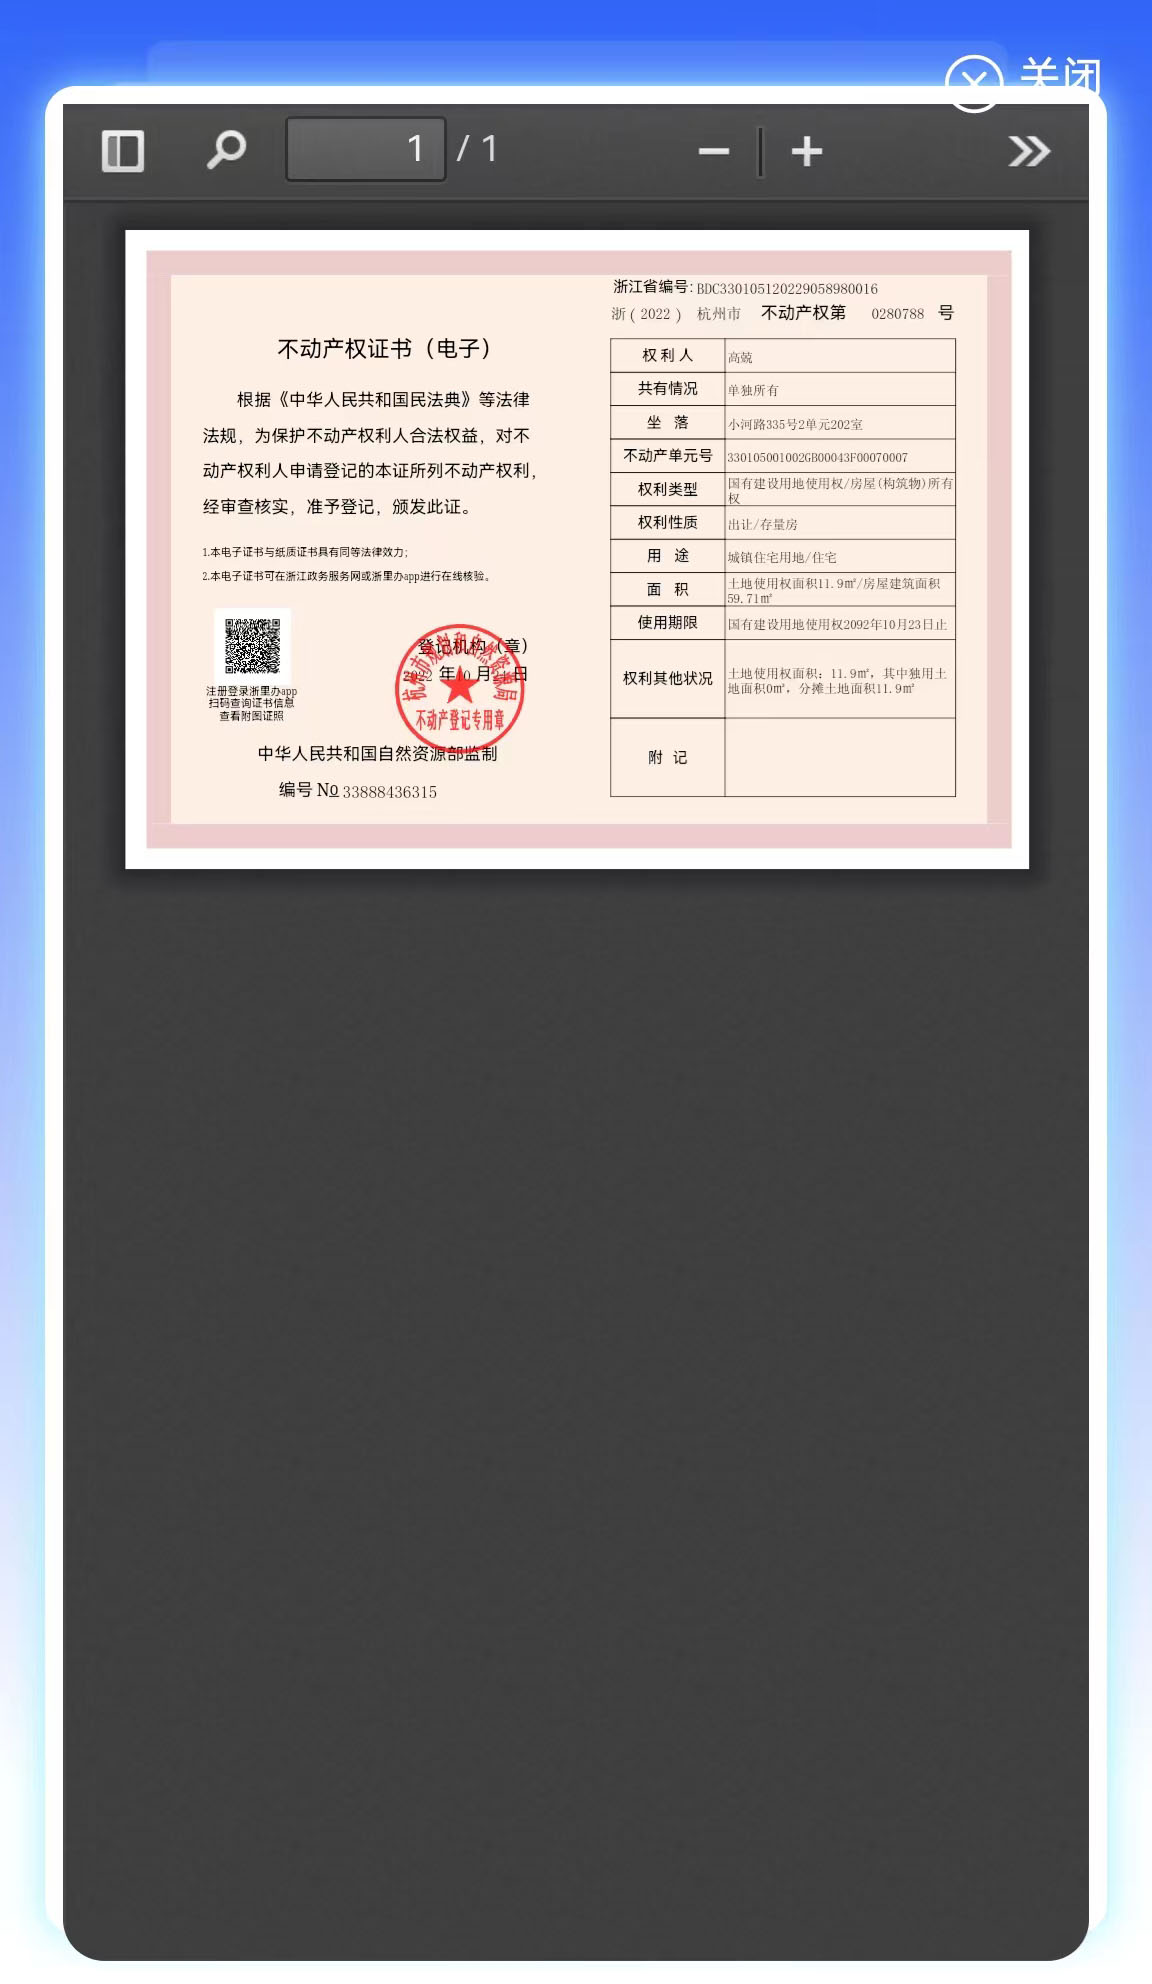 关闭
1 / 1
不动产权证书（电子）
根据《中华人民共和国民法典》等法律
法规，为保护不动产权利人合法权益，对不
动产权利人申请登记的本证所列不动产权利，
经审查核实，准予登记，颁发此证。
1.本电子证书与纸质证书具有同等法律效力；
2.本电子证书可在浙江政务服务网或浙里办app进行在线核验。
注册登录浙里办app
扫码查询证书信息
查看附图证照
登记机构（章）
2022 年 10 月 日
杭州市规划和自然资源局
不动产登记专用章
中华人民共和国自然资源部监制
编号 No 33888436315
浙江省编号: BDC330105120229058980016
浙 ( 2022 ) 杭州市 不动产权第 0280788 号
权利人 高兢
共有情况 单独所有
坐 落 小河路335号2单元202室
不动产单元号 330105001002GB00043F00070007
权利类型 国有建设用地使用权/房屋(构筑物)所有
权
权利性质 出让/存量房
用 途 城镇住宅用地/住宅
面 积 土地使用权面积11.9㎡/房屋建筑面积
59.71㎡
使用期限 国有建设用地使用权2092年10月23日止
权利其他状况 土地使用权面积: 11.9㎡, 其中独用土
地面积0㎡, 分摊土地面积11.9㎡
附 记